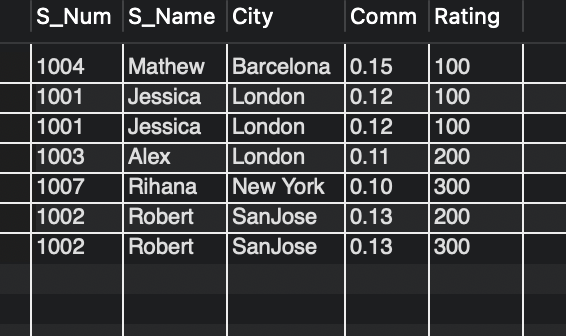 S_Num S_Name City Comm Rating
1004 Mathew Barcelona 0.15 100
1001 Jessica London 0.12 100
1001 Jessica London 0.12 100
1003 Alex London 0.11 200
1007 Rihana New York 0.10 300
1002 Robert SanJose 0.13 200
1002 Robert SanJose 0.13 300